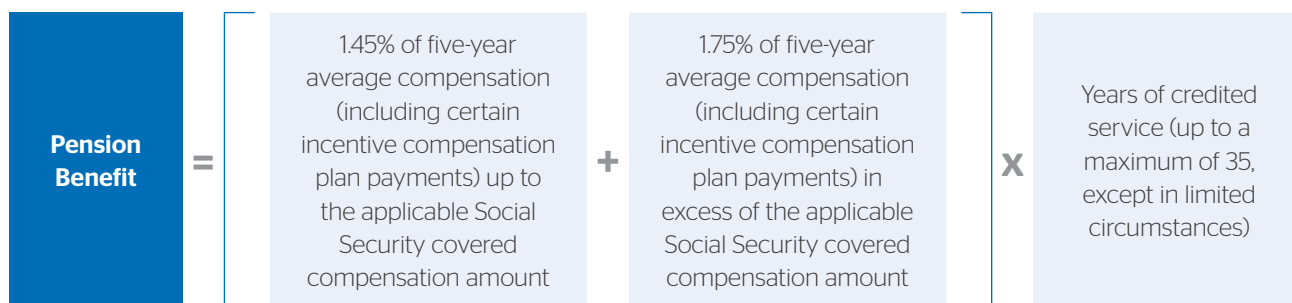 Pension
Benefit
=
1.45% of five-year
average compensation
(including certain
incentive compensation
plan payments) up to
the applicable Social
Security covered
compensation amount
+
1.75% of five-year
average compensation
(including certain
incentive compensation
plan payments) in
excess of the applicable
Social Security covered
compensation amount
x
Years of credited
service (up to a
maximum of 35,
except in limited
circumstances)